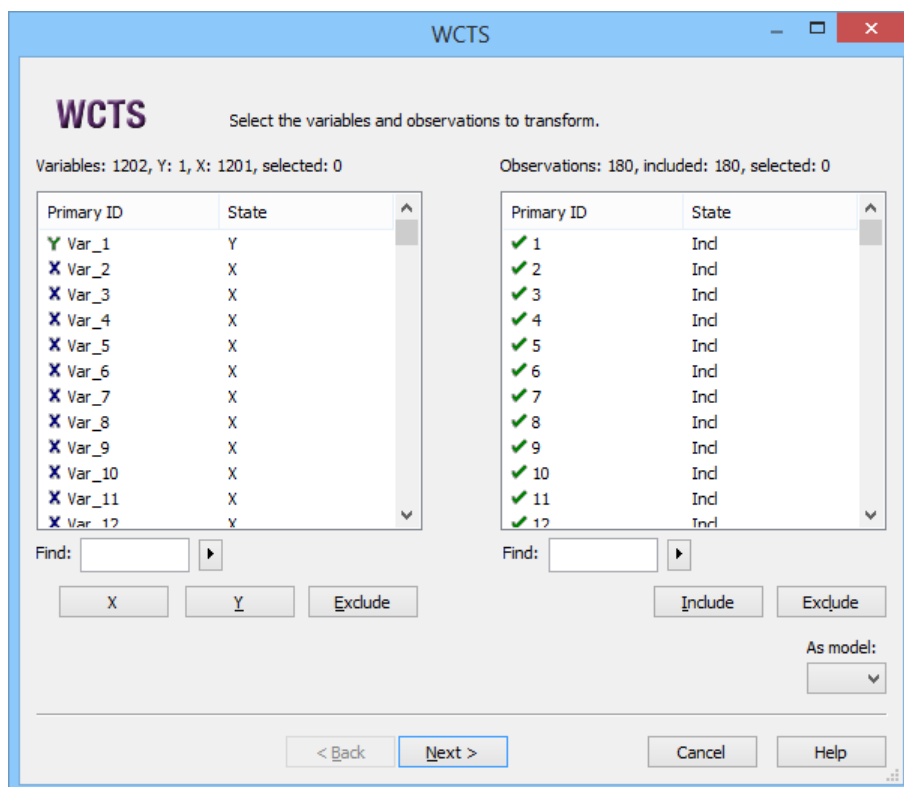 WCTS
WCTS
Select the variables and observations to transform.
Variables: 1202, Y: 1, X: 1201, selected: 0
Observations: 180, included: 180, selected: 0
Primary ID State
Y Var_1 Y
X Var_2 X
X Var_3 X
X Var_4 X
X Var_5 X
X Var_6 X
X Var_7 X
X Var_8 X
X Var_9 X
X Var_10 X
X Var_11 X
X Var_12 X
Primary ID State
1 Incl
2 Incl
3 Incl
4 Incl
5 Incl
6 Incl
7 Incl
8 Incl
9 Incl
10 Incl
11 Incl
12 Incl
Find:
Find:
X Y Exclude
Include Exclude
As model:
< Back Next > Cancel Help